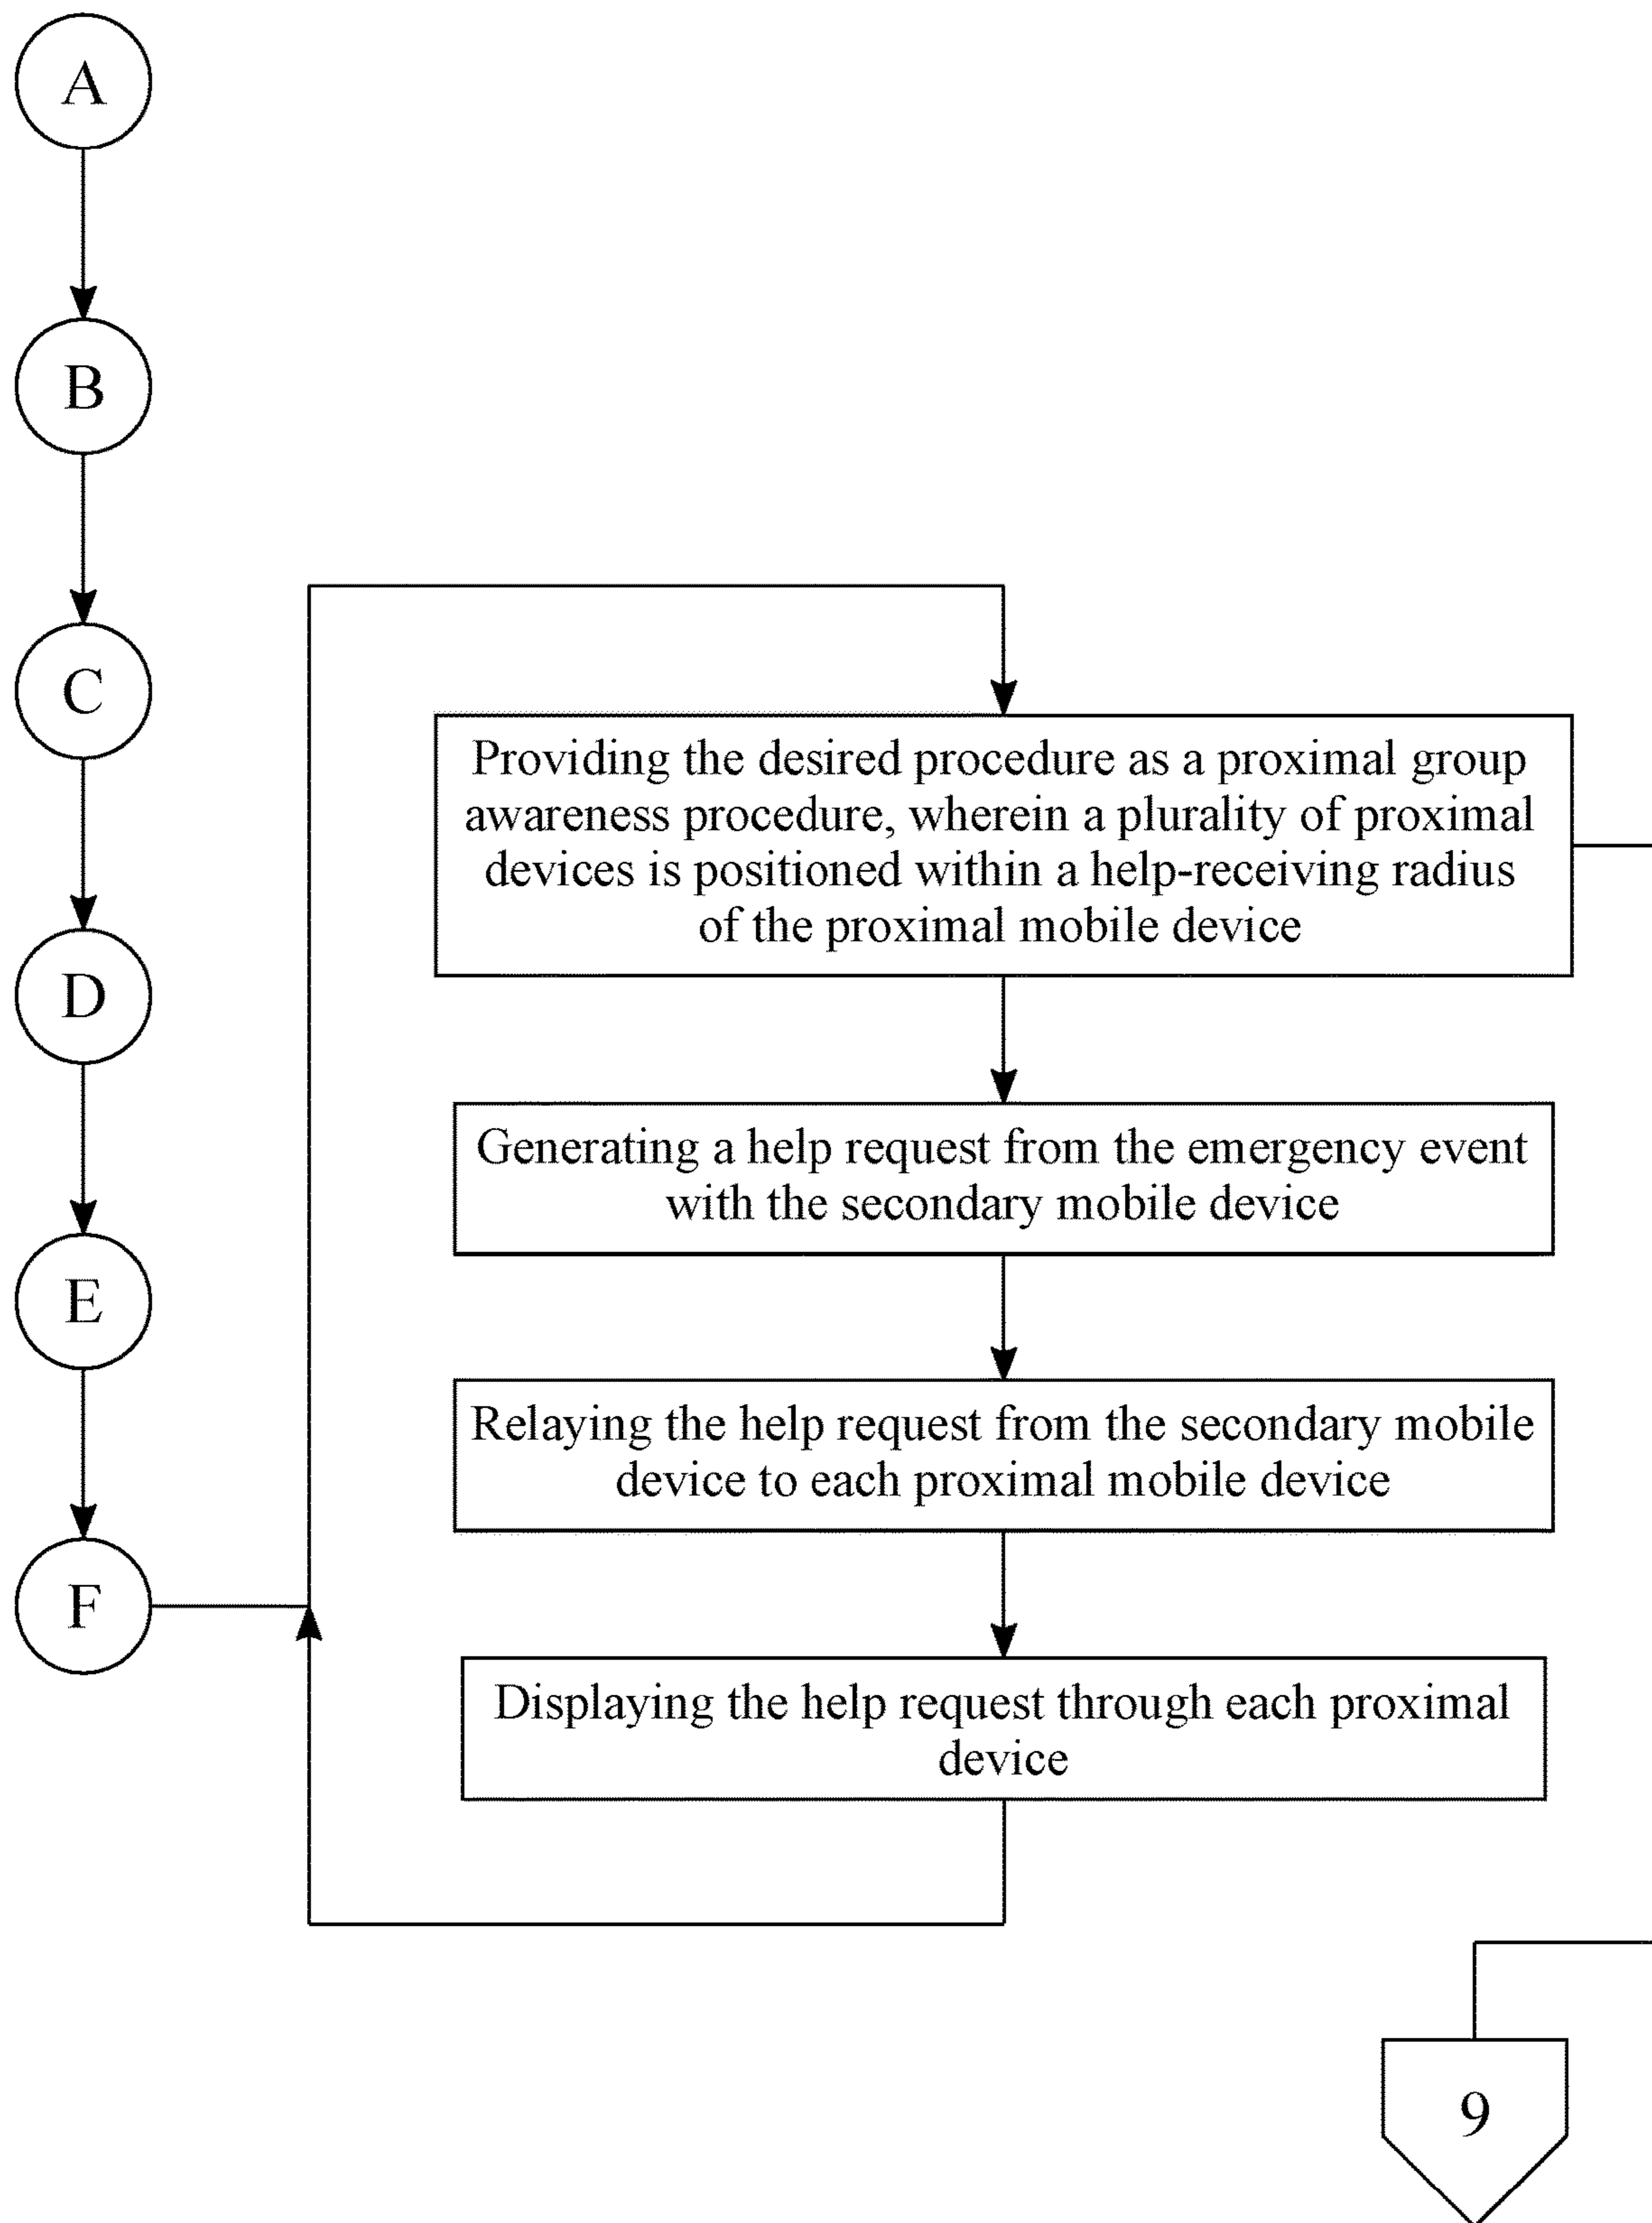 A
B
C
D
E
F
Providing the desired procedure as a proximal group
awareness procedure, wherein a plurality of proximal
devices is positioned within a help-receiving radius
of the proximal mobile device
Generating a help request from the emergency event
with the secondary mobile device
Relaying the help request from the secondary mobile
device to each proximal mobile device
Displaying the help request through each proximal
device
9